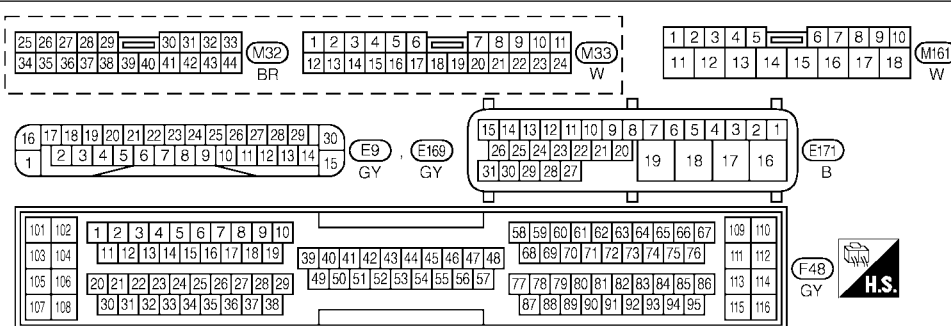 25 26 27 28 29 30 31 32 33
34 35 36 37 38 39 40 41 42 43 44
M32
BR
1 2 3 4 5 6 7 8 9 10 11
12 13 14 15 16 17 18 19 20 21 22 23 24
M33
W
1 2 3 4 5 6 7 8 9 10
11 12 13 14 15 16 17 18
M161
W
16 17 18 19 20 21 22 23 24 25 26 27 28 29 30
1 2 3 4 5 6 7 8 9 10 11 12 13 14 15
E9 , E169
GY GY
15 14 13 12 11 10 9 8 7 6 5 4 3 2 1
26 25 24 23 22 21 20
31 30 29 28 27
19 18 17 16
E171
B
101 102
103 104
105 106
107 108
1 2 3 4 5 6 7 8 9 10
11 12 13 14 15 16 17 18 19
20 21 22 23 24 25 26 27 28 29
30 31 32 33 34 35 36 37 38
39 40 41 42 43 44 45 46 47 48
49 50 51 52 53 54 55 56 57
58 59 60 61 62 63 64 65 66 67
68 69 70 71 72 73 74 75 76
77 78 79 80 81 82 83 84 85 86
87 88 89 90 91 92 93 94 95
109 110
111 112
113 114
115 116
F48
GY
H.S.